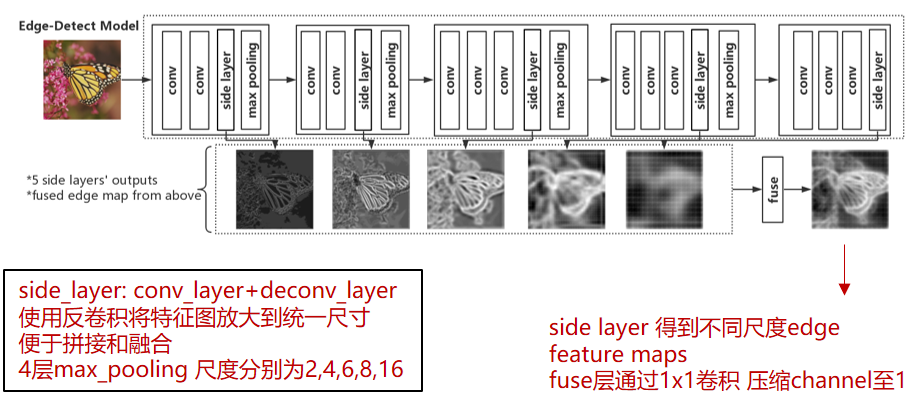 Edge-Detect Model
conv
conv
side layer
max pooling
conv
conv
side layer
max pooling
conv
conv
conv
side layer
max pooling
conv
conv
conv
side layer
max pooling
conv
conv
conv
side layer
*5 side layers' outputs
*fused edge map from above
fuse
side_layer: conv_layer+deconv_layer
使用反卷积将特征图放大到统一尺寸
便于拼接和融合
4层max_pooling 尺度分别为2,4,6,8,16
side layer 得到不同尺度edge
feature maps
fuse层通过1x1卷积 压缩channel至1